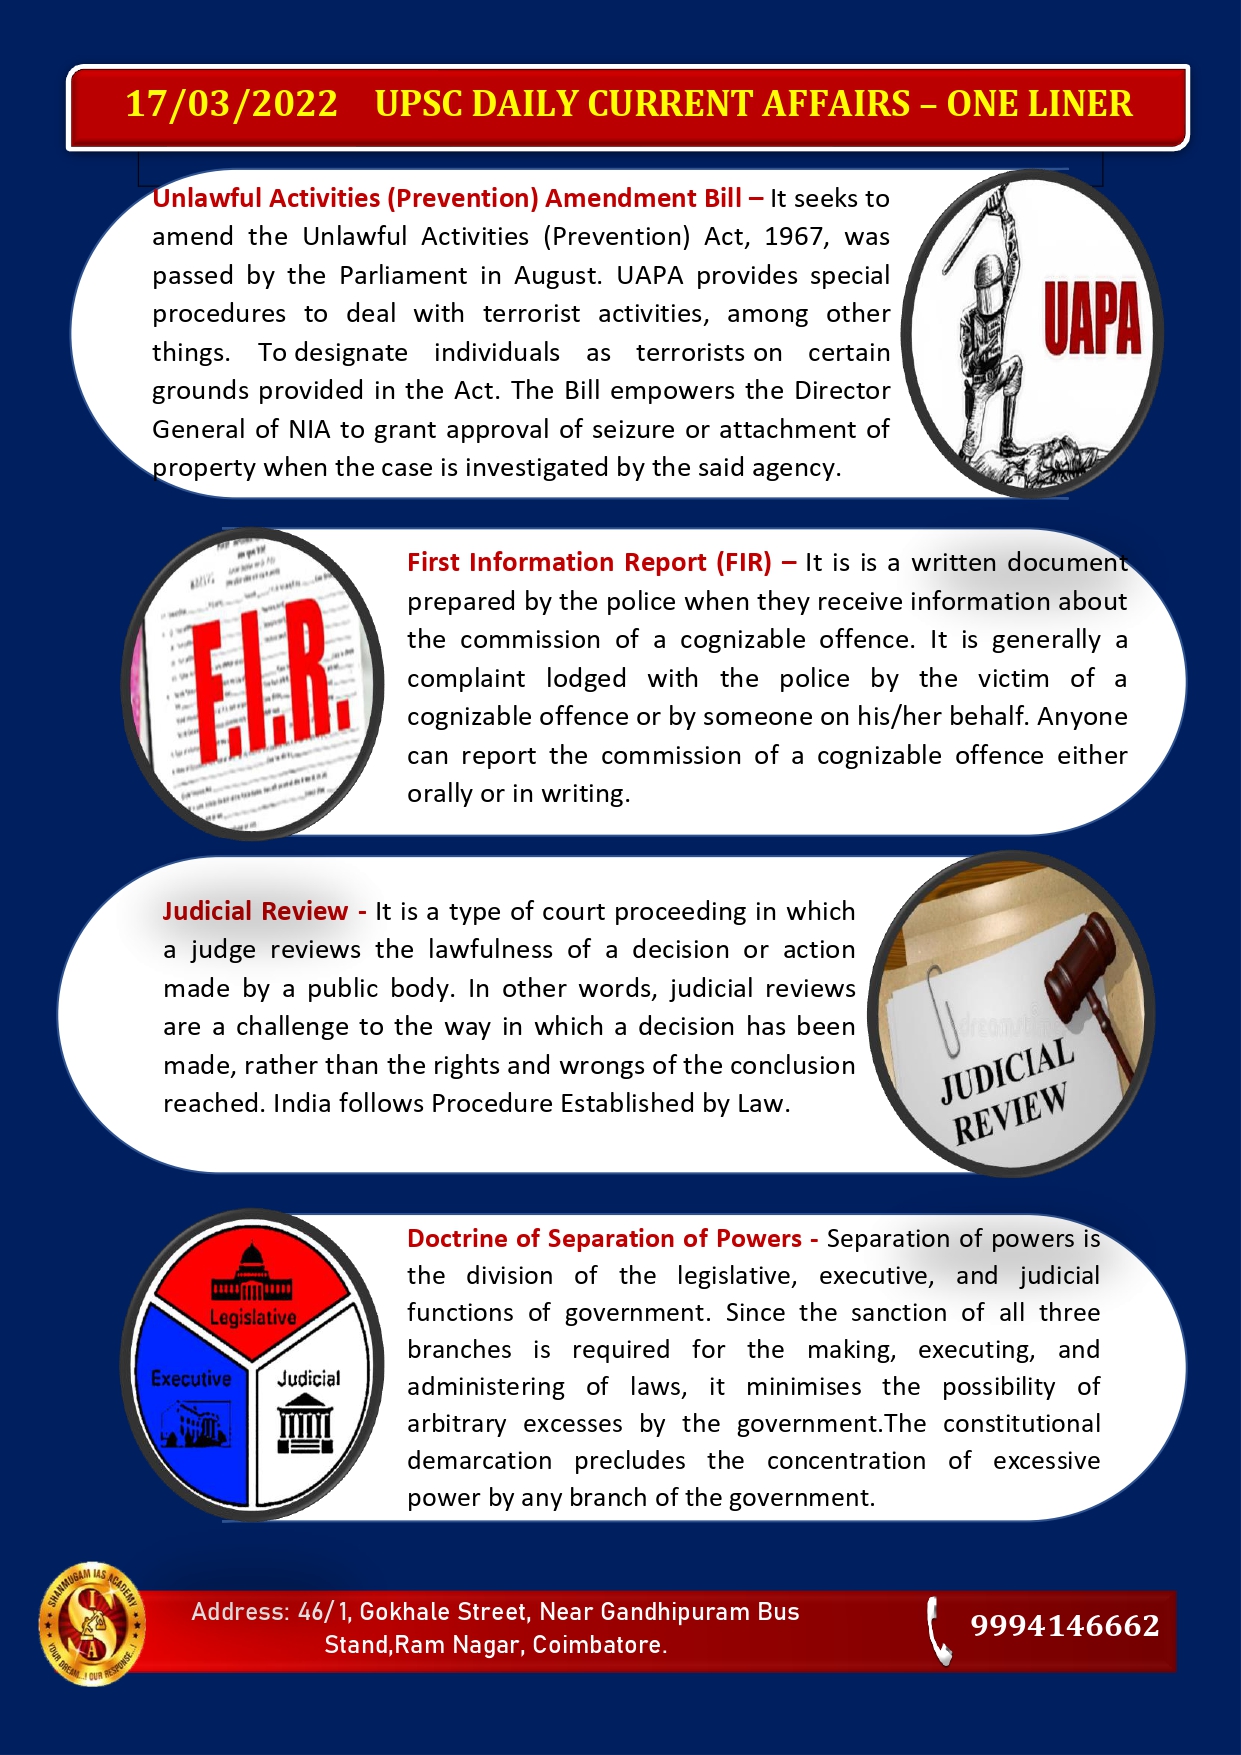 17/03/2022 UPSC DAILY CURRENT AFFAIRS – ONE LINER
Unlawful Activities (Prevention) Amendment Bill – It seeks to
amend the Unlawful Activities (Prevention) Act, 1967, was
passed by the Parliament in August. UAPA provides special
procedures to deal with terrorist activities, among other
things. To designate individuals as terrorists on certain
grounds provided in the Act. The Bill empowers the Director
General of NIA to grant approval of seizure or attachment of
property when the case is investigated by the said agency.
UAPA
F.I.R.
First Information Report (FIR) – It is is a written document
prepared by the police when they receive information about
the commission of a cognizable offence. It is generally a
complaint lodged with the police by the victim of a
cognizable offence or by someone on his/her behalf. Anyone
can report the commission of a cognizable offence either
orally or in writing.
Judicial Review - It is a type of court proceeding in which
a judge reviews the lawfulness of a decision or action
made by a public body. In other words, judicial reviews
are a challenge to the way in which a decision has been
made, rather than the rights and wrongs of the conclusion
reached. India follows Procedure Established by Law.
JUDICIAL
REVIEW
Legislative
Executive
Judicial
Doctrine of Separation of Powers - Separation of powers is
the division of the legislative, executive, and judicial
functions of government. Since the sanction of all three
branches is required for the making, executing, and
administering of laws, it minimises the possibility of
arbitrary excesses by the government.The constitutional
demarcation precludes the concentration of excessive
power by any branch of the government.
SHANMUGAM IAS ACADEMY
YOUR DREAM...! OUR RESPONSE...!
Address: 46/1, Gokhale Street, Near Gandhipuram Bus
Stand,Ram Nagar, Coimbatore.
9994146662